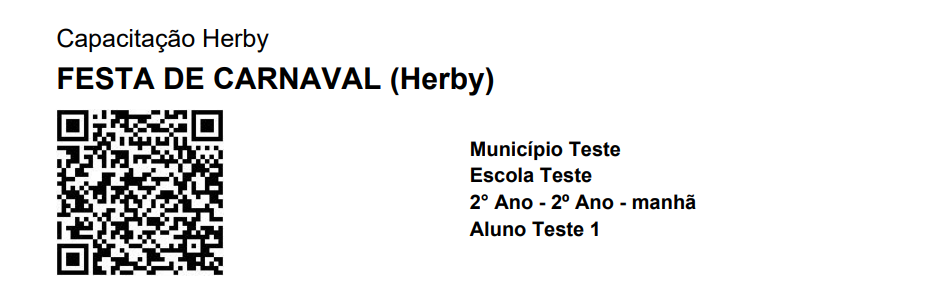 Capacitação Herby
FESTA DE CARNAVAL (Herby)
Município Teste
Escola Teste
2° Ano - 2º Ano - manhã
Aluno Teste 1